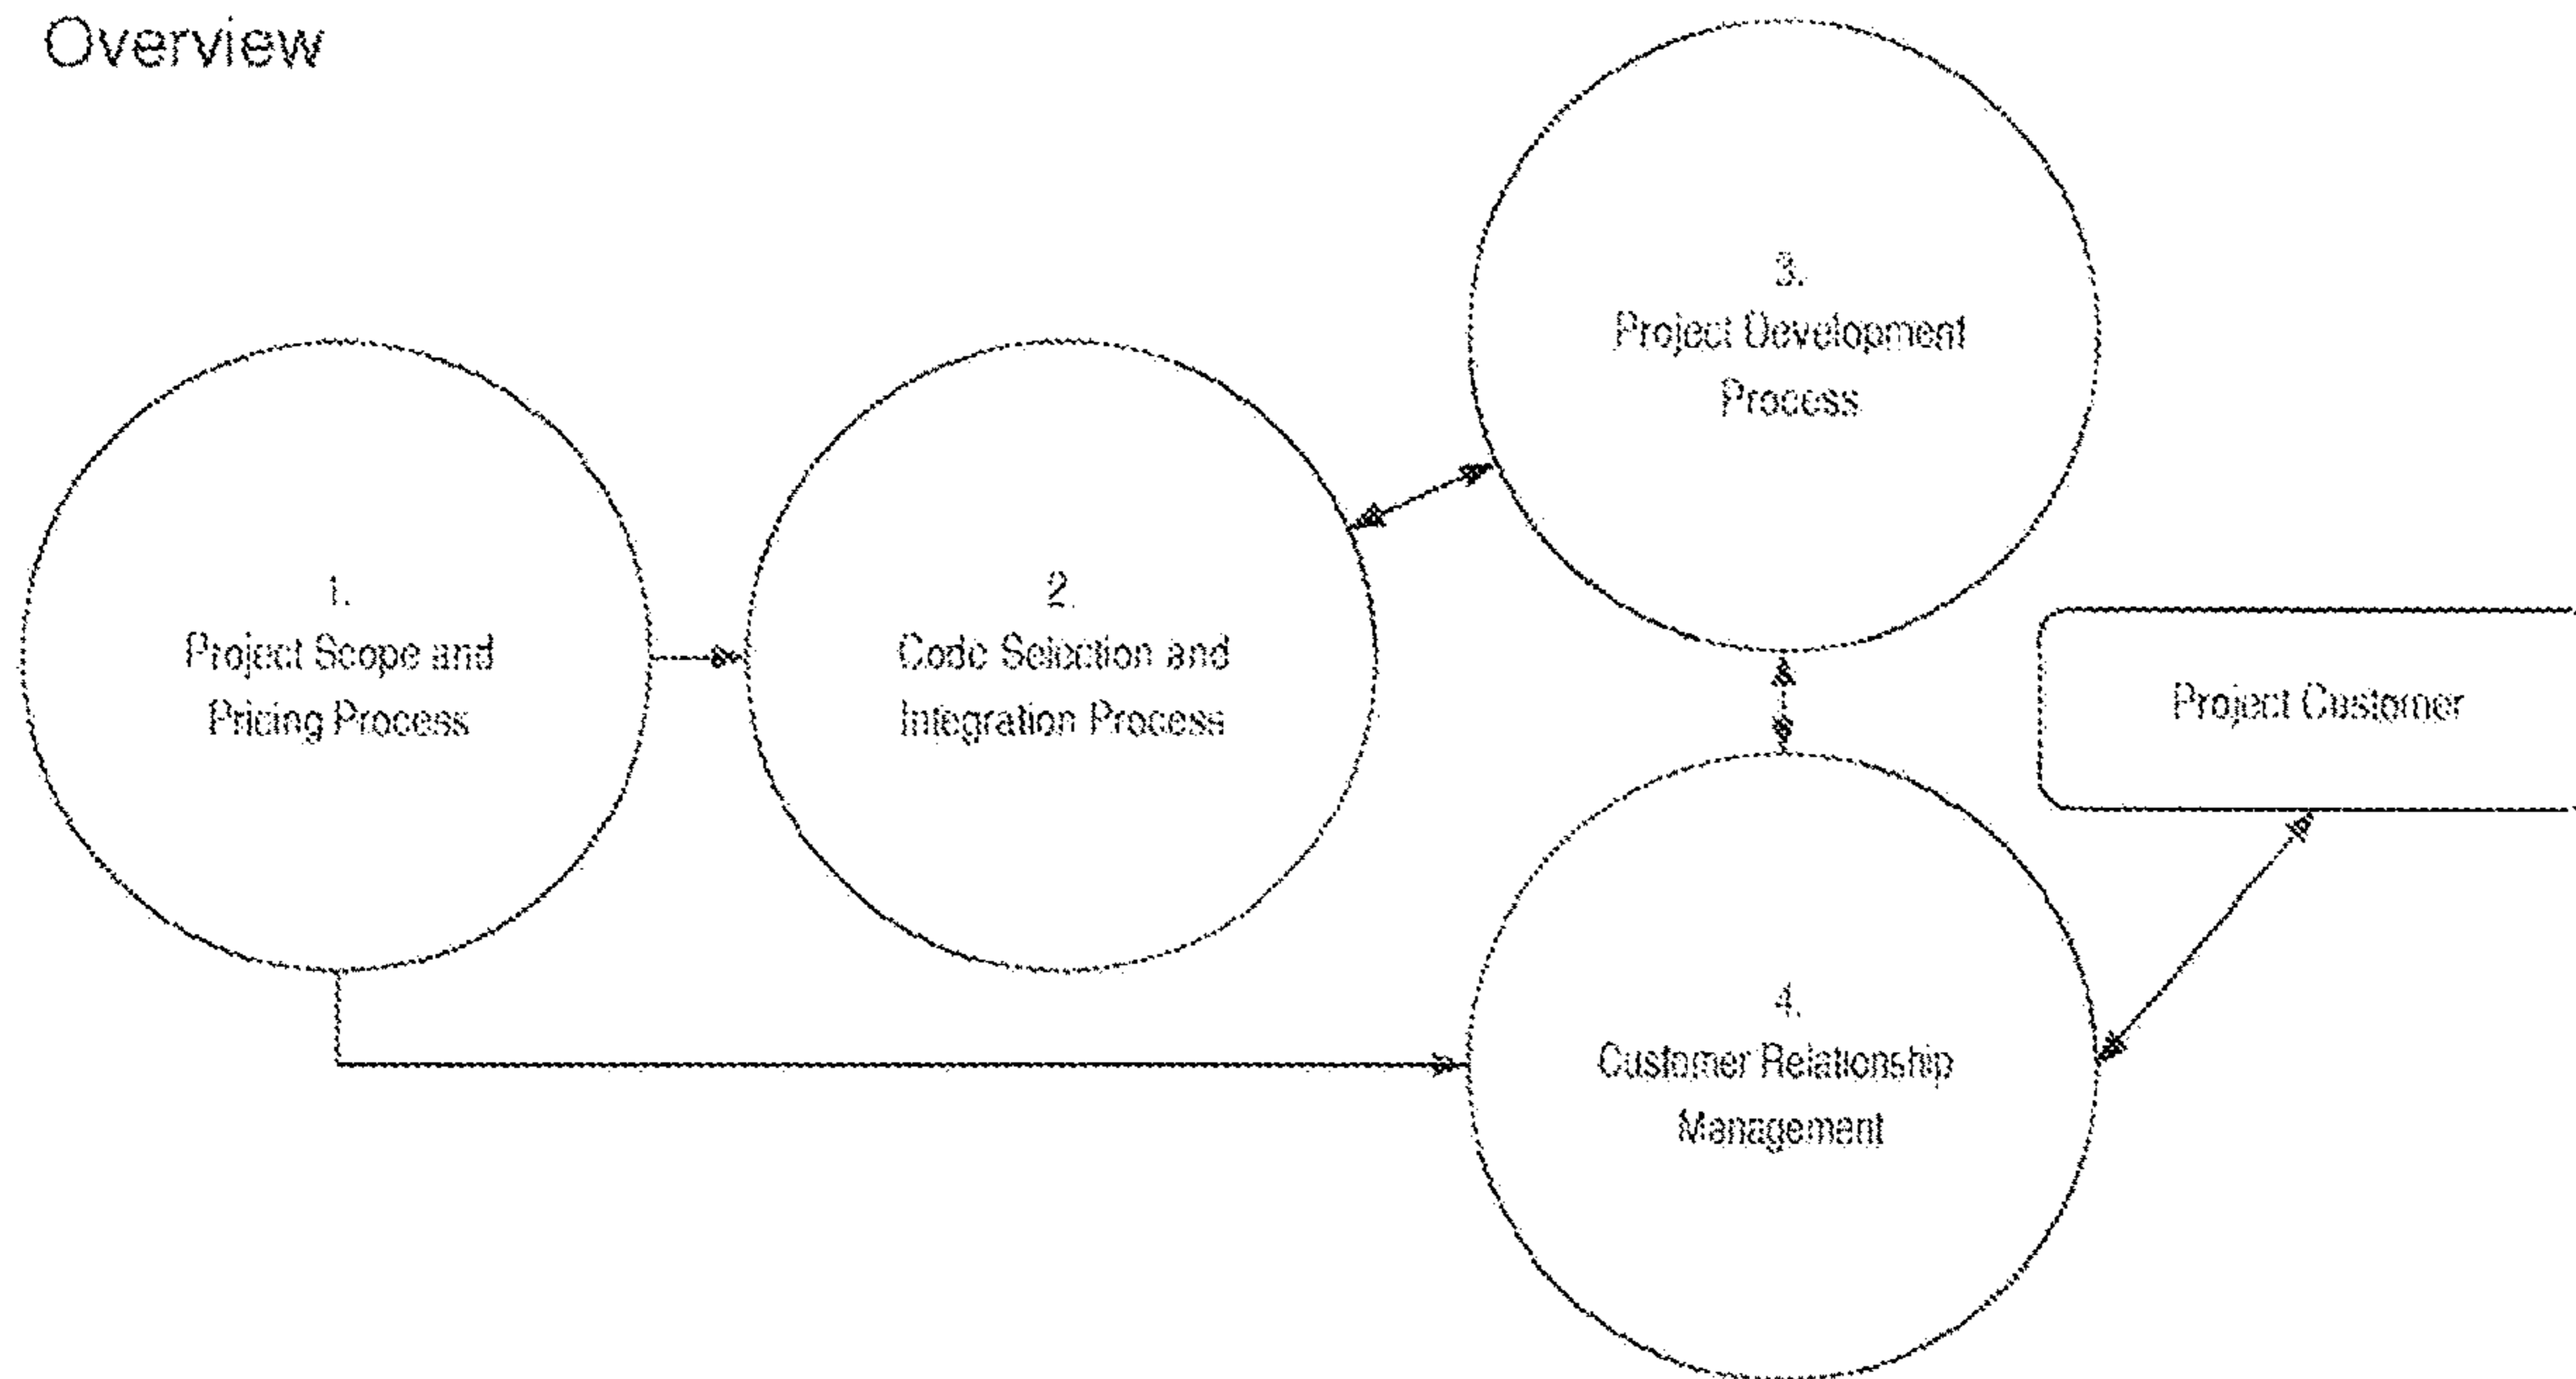 Overview
3.
Project Development
Process
1.
Project Scope and
Pricing Process
2.
Code Selection and
Integration Process
Project Customer
4.
Customer Relationship
Management